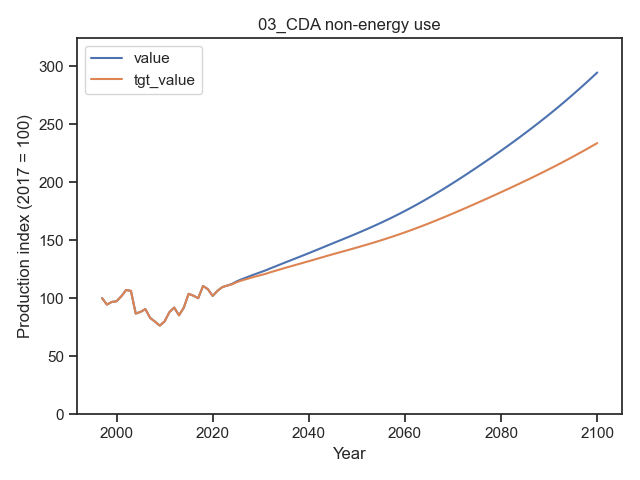 03_CDA non-energy use
value
tgt_value
Production index (2017 = 100)
300
250
200
150
100
50
0
2000 2020 2040 2060 2080 2100
Year